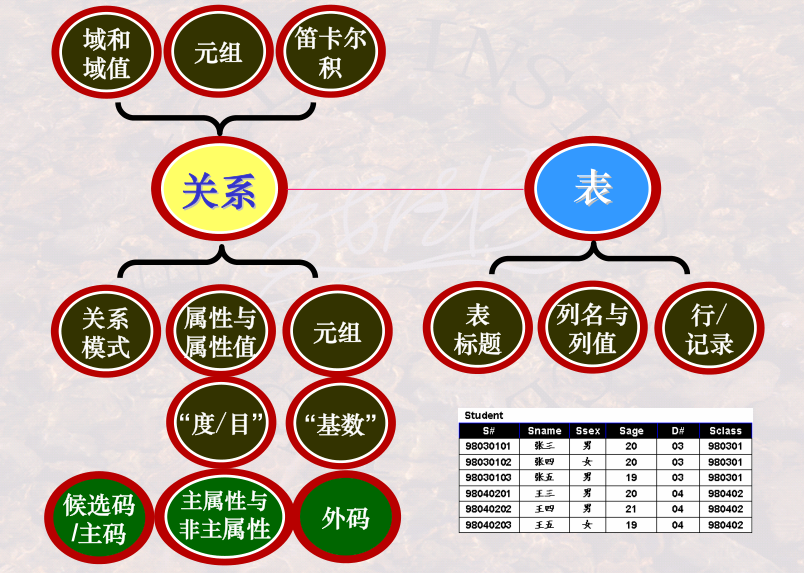 域和
域值
元组
笛卡尔
积
关系
表
关系
模式
属性与
属性值
元组
表
标题
列名与
列值
行/
记录
“度/目”
“基数”
候选码
/主码
主属性与
非主属性
外码
Student
S# Sname Ssex Sage D# Sclass
98030101 张三 男 20 03 980301
98030102 张四 女 20 03 980301
98030103 张五 男 19 03 980301
98040201 王三 男 20 04 980402
98040202 王四 男 21 04 980402
98040203 王五 女 19 04 980402